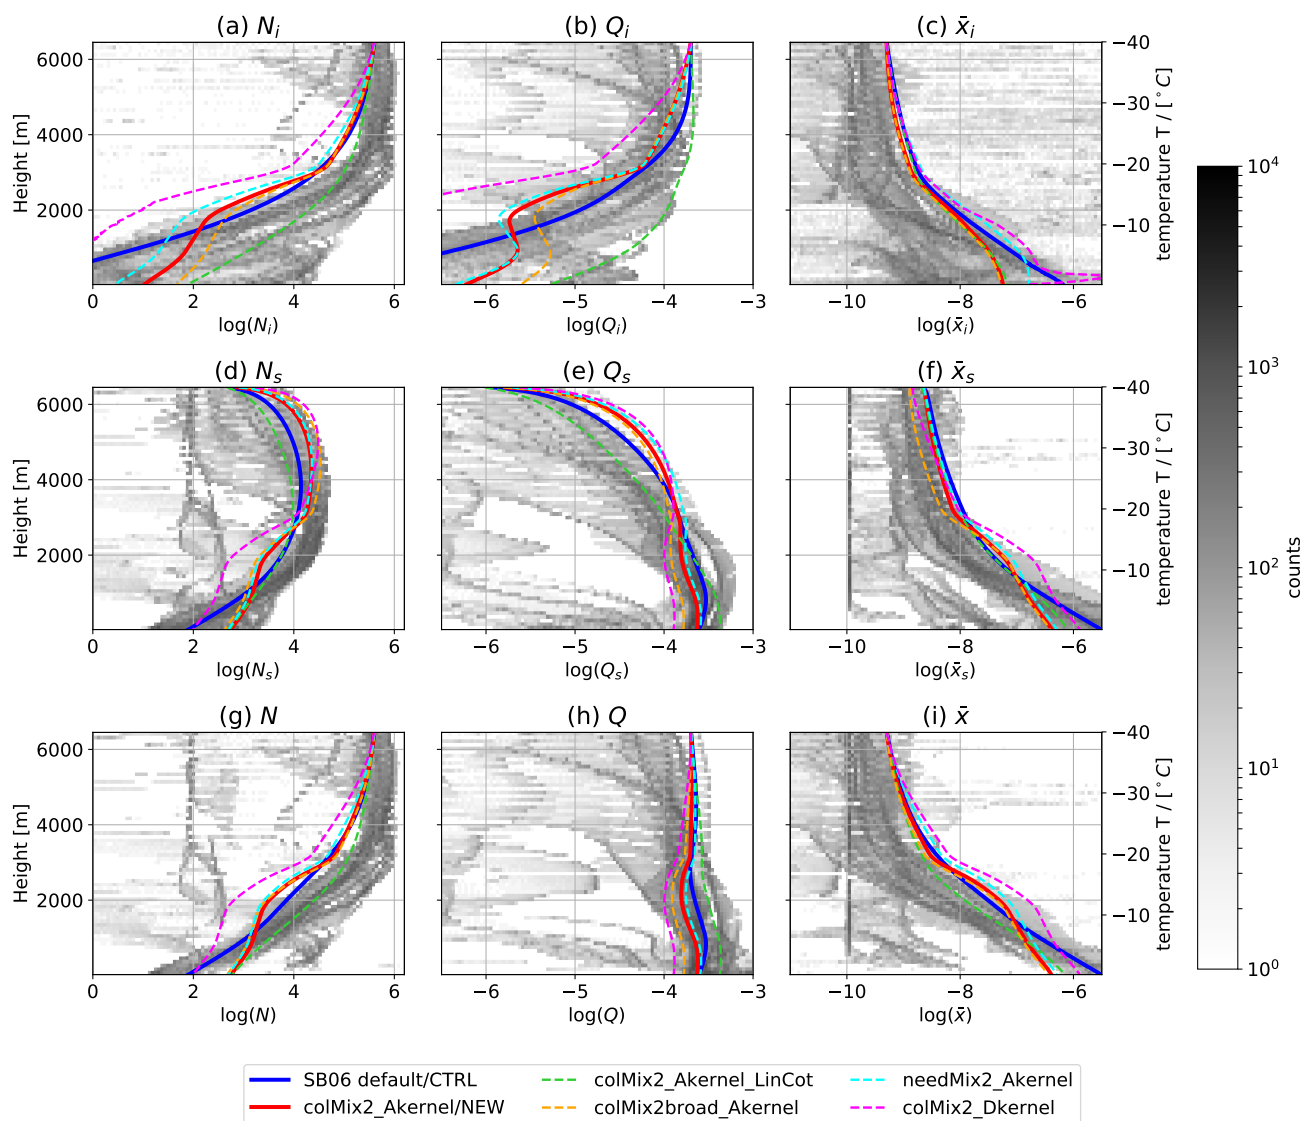 (a) N_i
(b) Q_i
(c) x̄_i
6000
4000
2000
0
Height [m]
0 2 4 6
log(N_i)
−6 −5 −4 −3
log(Q_i)
−10 −8 −6
log(x̄_i)
−40
−30
−20
−10
temperature T / [°C]
(d) N_s
(e) Q_s
(f) x̄_s
6000
4000
2000
0
Height [m]
0 2 4 6
log(N_s)
−6 −5 −4 −3
log(Q_s)
−10 −8 −6
log(x̄_s)
−40
−30
−20
−10
temperature T / [°C]
(g) N
(h) Q
(i) x̄
6000
4000
2000
0
Height [m]
0 2 4 6
log(N)
−6 −5 −4 −3
log(Q)
−10 −8 −6
log(x̄)
−40
−30
−20
−10
temperature T / [°C]
10^4
10^3
10^2
10^1
10^0
counts
SB06 default/CTRL
colMix2_Akernel/NEW
colMix2_Akernel_LinCot
colMix2broad_Akernel
needMix2_Akernel
colMix2_Dkernel